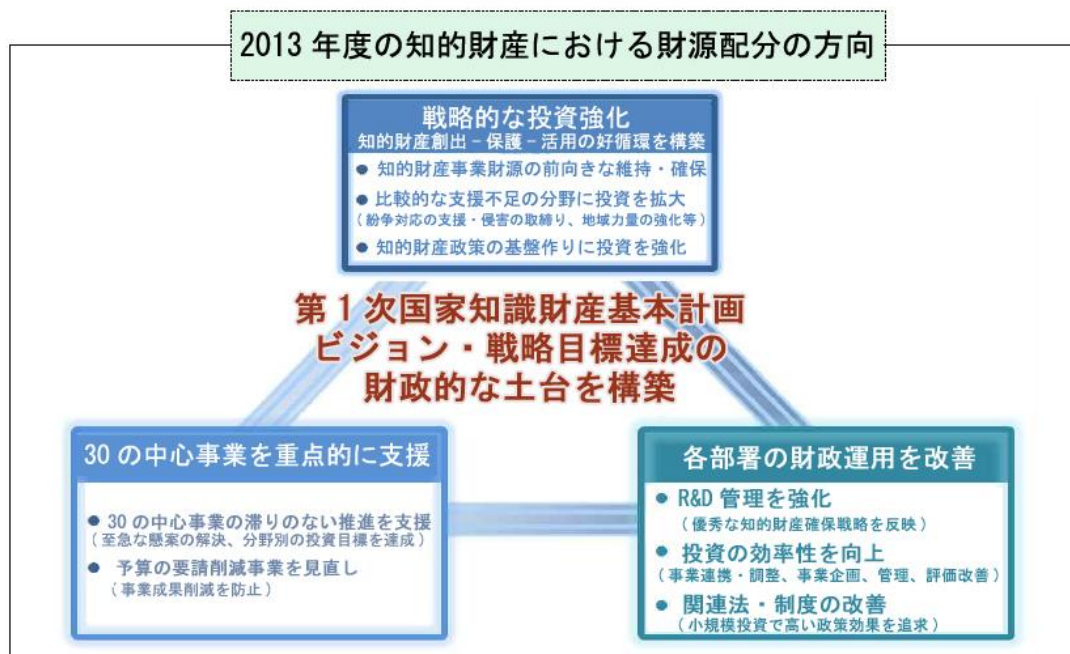 2013 年度の知的財産における財源配分の方向
戦略的な投資強化
知的財産創出－保護－活用の好循環を構築
● 知的財産事業財源の前向きな維持・確保
● 比較的な支援不足の分野に投資を拡大
（紛争対応の支援・侵害の取締り、地域力量の強化等）
● 知的財産政策の基盤作りに投資を強化
第 1 次国家知識財産基本計画
ビジョン・戦略目標達成の
財政的な土台を構築
30 の中心事業を重点的に支援
● 30 の中心事業の滞りのない推進を支援
（至急な懸案の解決、分野別の投資目標を達成）
● 予算の要請削減事業を見直し
（事業成果削減を防止）
各部署の財政運用を改善
● R&D 管理を強化
（優秀な知的財産確保戦略を反映）
● 投資の効率性を向上
（事業連携・調整、事業企画、管理、評価改善）
● 関連法・制度の改善
（小規模投資で高い政策効果を追求）